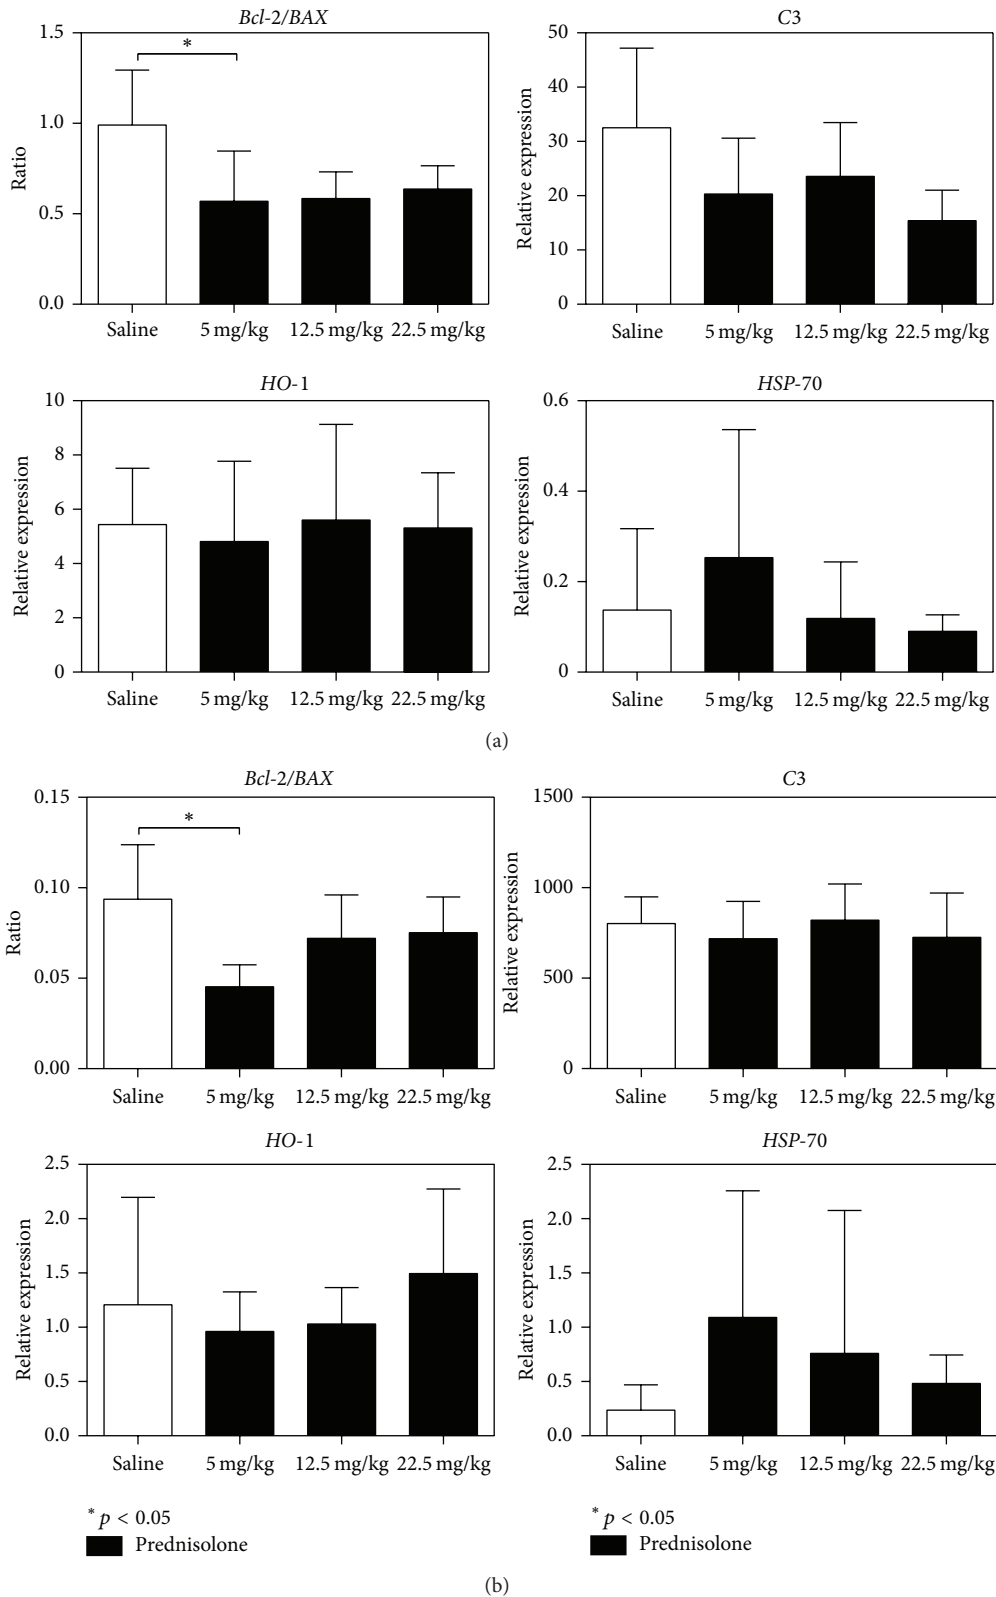 Bcl-2/BAX
1.5
1.0
0.5
0.0
Ratio
*
Saline 5 mg/kg 12.5 mg/kg 22.5 mg/kg
C3
50
40
30
20
10
0
Relative expression
Saline 5 mg/kg 12.5 mg/kg 22.5 mg/kg
HO-1
10
8
6
4
2
0
Relative expression
Saline 5 mg/kg 12.5 mg/kg 22.5 mg/kg
HSP-70
0.6
0.4
0.2
0
Relative expression
Saline 5 mg/kg 12.5 mg/kg 22.5 mg/kg
(a)
Bcl-2/BAX
0.15
0.10
0.05
0.00
Ratio
*
Saline 5 mg/kg 12.5 mg/kg 22.5 mg/kg
C3
1500
1000
500
0
Relative expression
Saline 5 mg/kg 12.5 mg/kg 22.5 mg/kg
HO-1
2.5
2.0
1.5
1.0
0.5
0.0
Relative expression
Saline 5 mg/kg 12.5 mg/kg 22.5 mg/kg
* p < 0.05
Prednisolone
HSP-70
2.5
2.0
1.5
1.0
0.5
0.0
Relative expression
Saline 5 mg/kg 12.5 mg/kg 22.5 mg/kg
* p < 0.05
Prednisolone
(b)